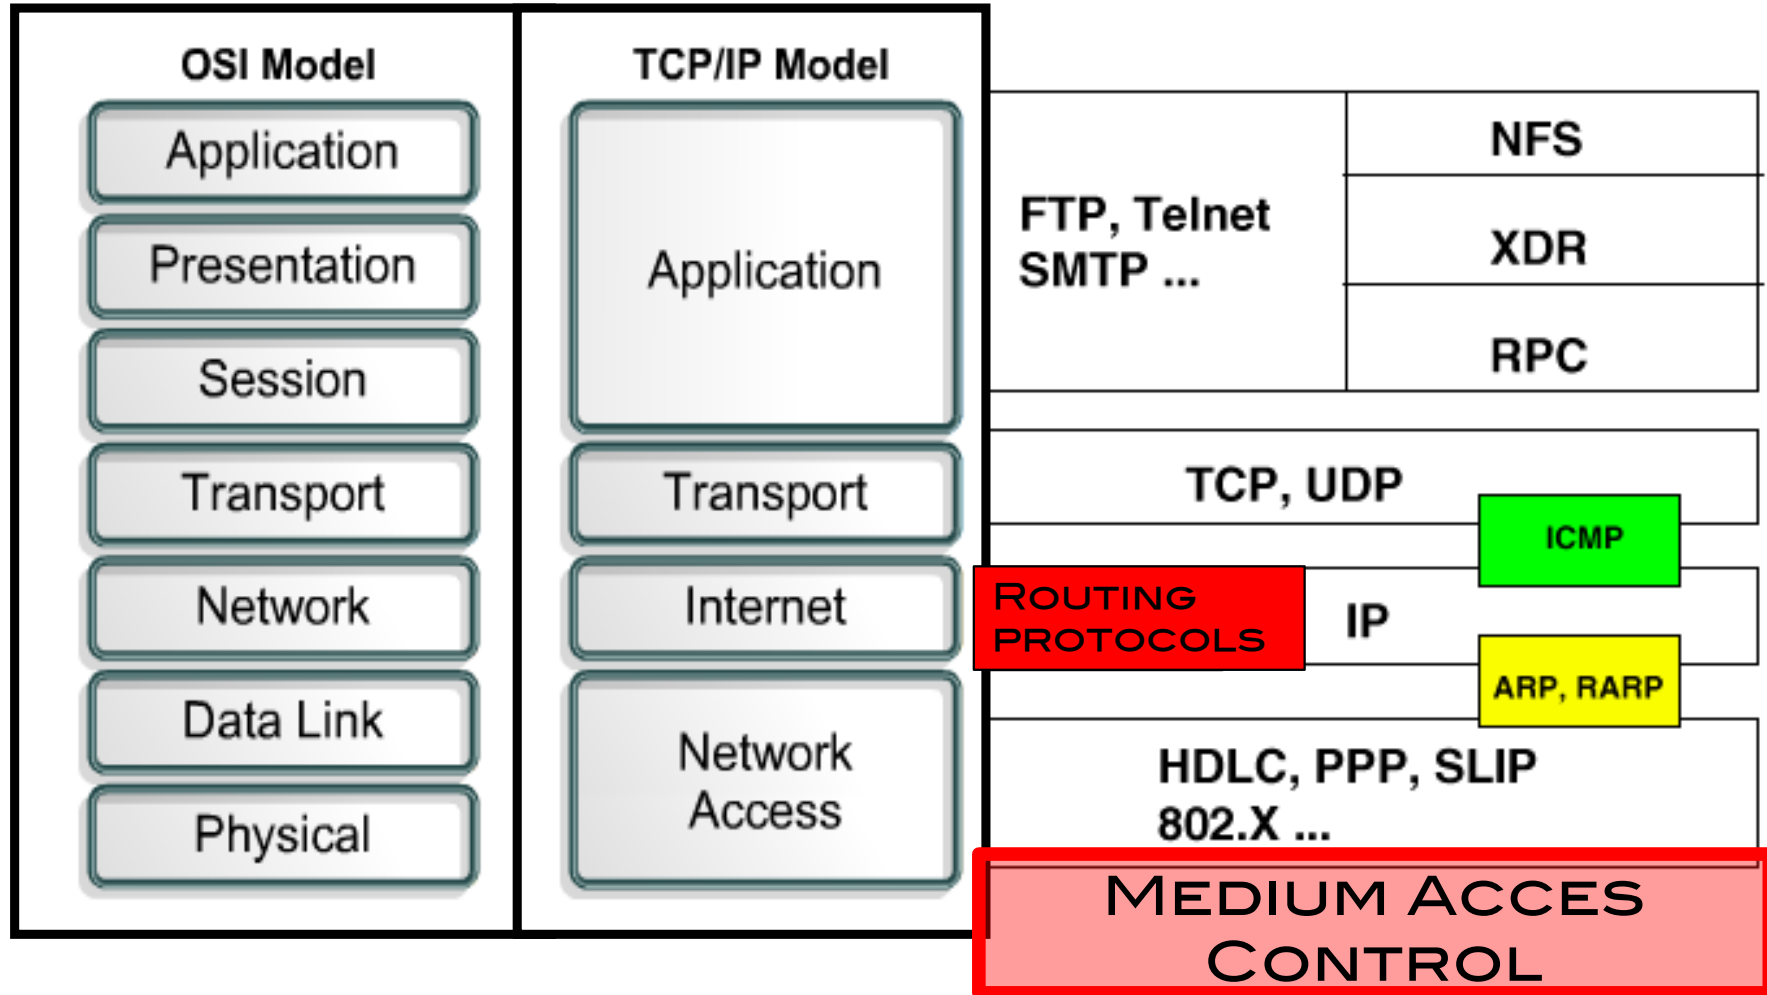 OSI Model
Application
Presentation
Session
Transport
Network
Data Link
Physical
TCP/IP Model
Application
Transport
Internet
Network
Access
FTP, Telnet
SMTP ...
NFS
XDR
RPC
TCP, UDP
ICMP
Routing
protocols
IP
ARP, RARP
HDLC, PPP, SLIP
802.X ...
Medium Acces
Control